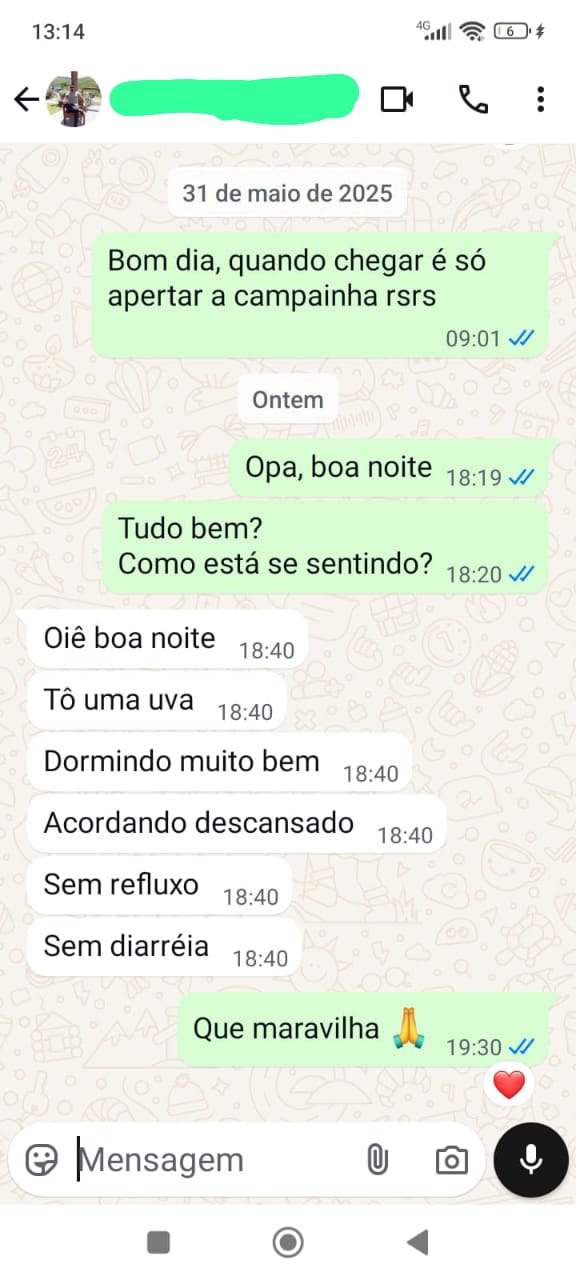 13:14
4G
6
31 de maio de 2025
Bom dia, quando chegar é só
apertar a campainha rsrs
09:01
Ontem
Opa, boa noite 18:19
Tudo bem?
Como está se sentindo? 18:20
Oiê boa noite 18:40
Tô uma uva 18:40
Dormindo muito bem 18:40
Acordando descansado 18:40
Sem refluxo 18:40
Sem diarréia 18:40
Que maravilha 🙏 19:30
Mensagem